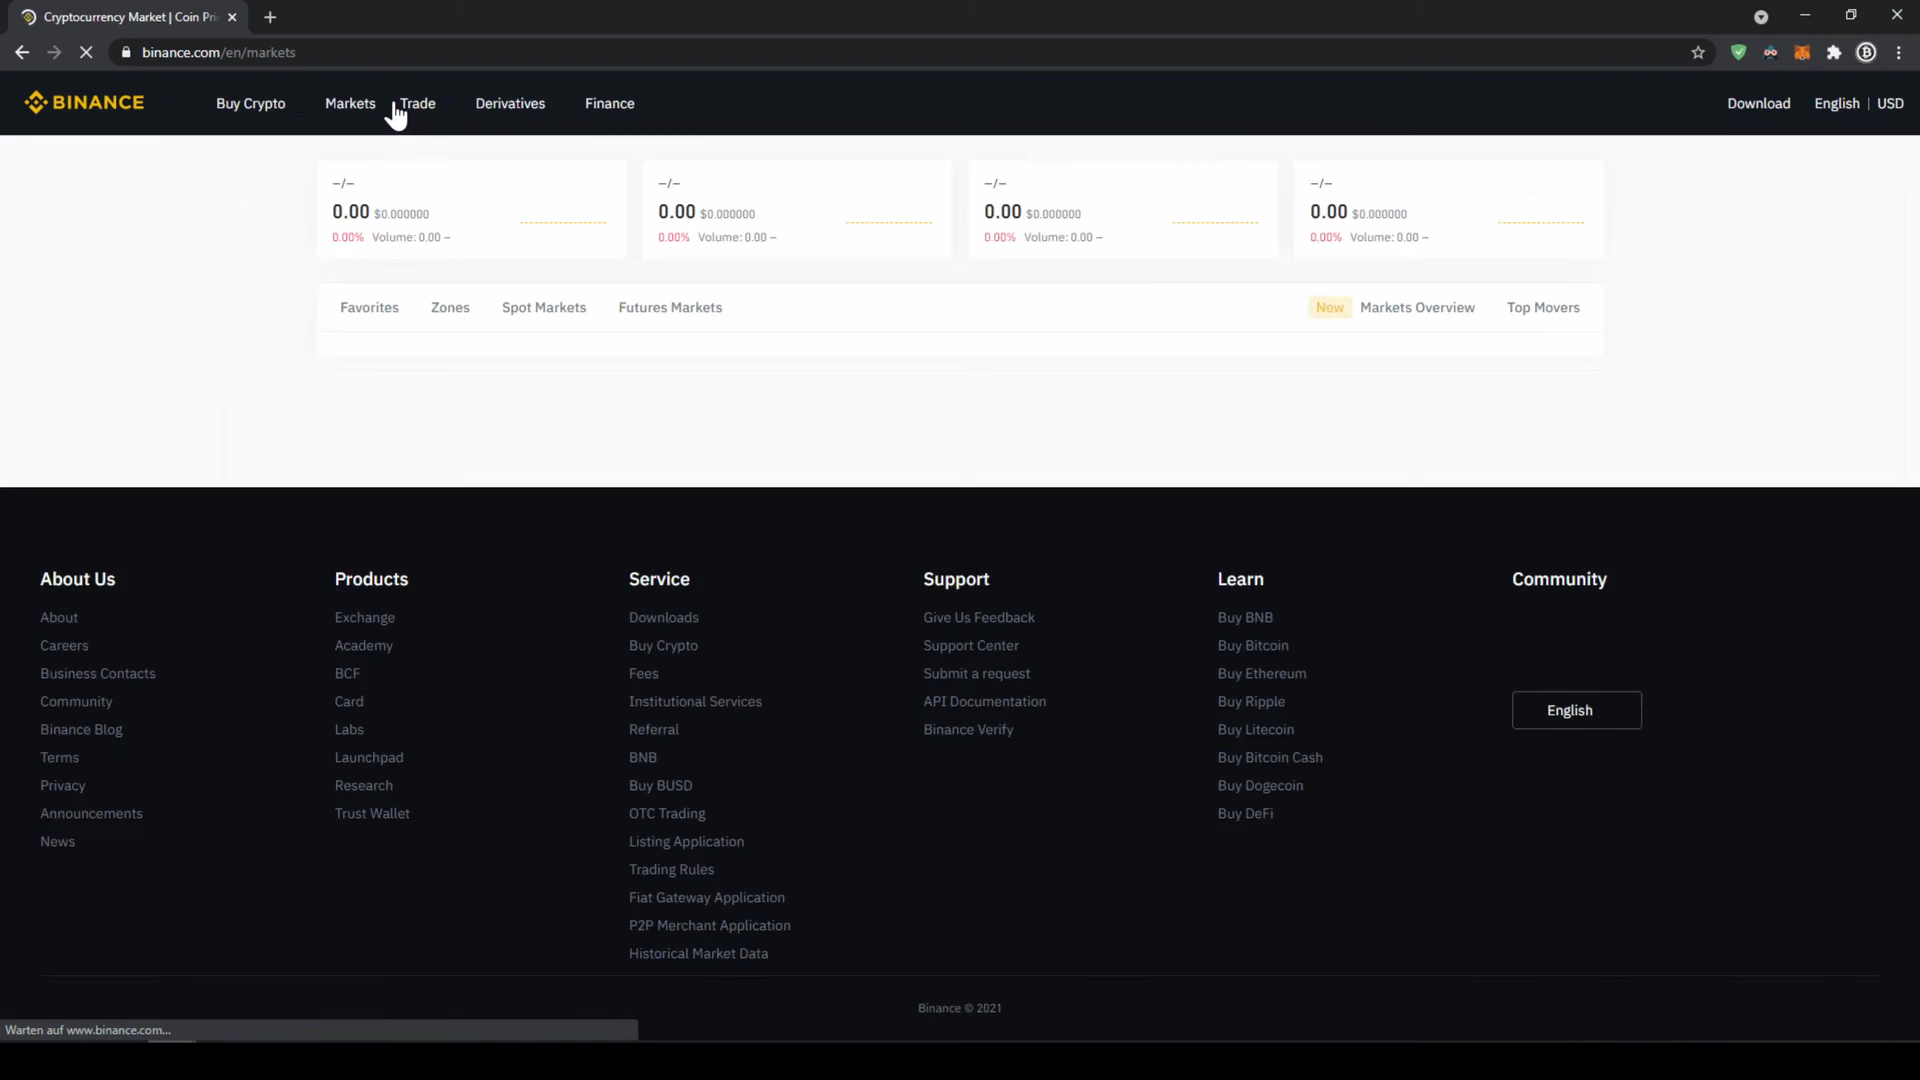 Cryptocurrency Market | Coin Pri
binance.com/en/markets
BINANCE
Buy Crypto Markets Trade Derivatives Finance Download English | USD
–/– –/– –/– –/–
0.00 $0.000000 0.00 $0.000000 0.00 $0.000000 0.00 $0.000000
0.00% Volume: 0.00 – 0.00% Volume: 0.00 – 0.00% Volume: 0.00 – 0.00% Volume: 0.00 –
Favorites Zones Spot Markets Futures Markets New Markets Overview Top Movers
About Us
About
Careers
Business Contacts
Community
Binance Blog
Terms
Privacy
Announcements
News
Products
Exchange
Academy
BCF
Card
Labs
Launchpad
Research
Trust Wallet
Service
Downloads
Buy Crypto
Fees
Institutional Services
Referral
BNB
Buy BUSD
OTC Trading
Listing Application
Trading Rules
Fiat Gateway Application
P2P Merchant Application
Historical Market Data
Support
Give Us Feedback
Support Center
Submit a request
API Documentation
Binance Verify
Learn
Buy BNB
Buy Bitcoin
Buy Ethereum
Buy Ripple
Buy Litecoin
Buy Bitcoin Cash
Buy Dogecoin
Buy DeFi
Community
English
Binance © 2021
Warten auf www.binance.com...